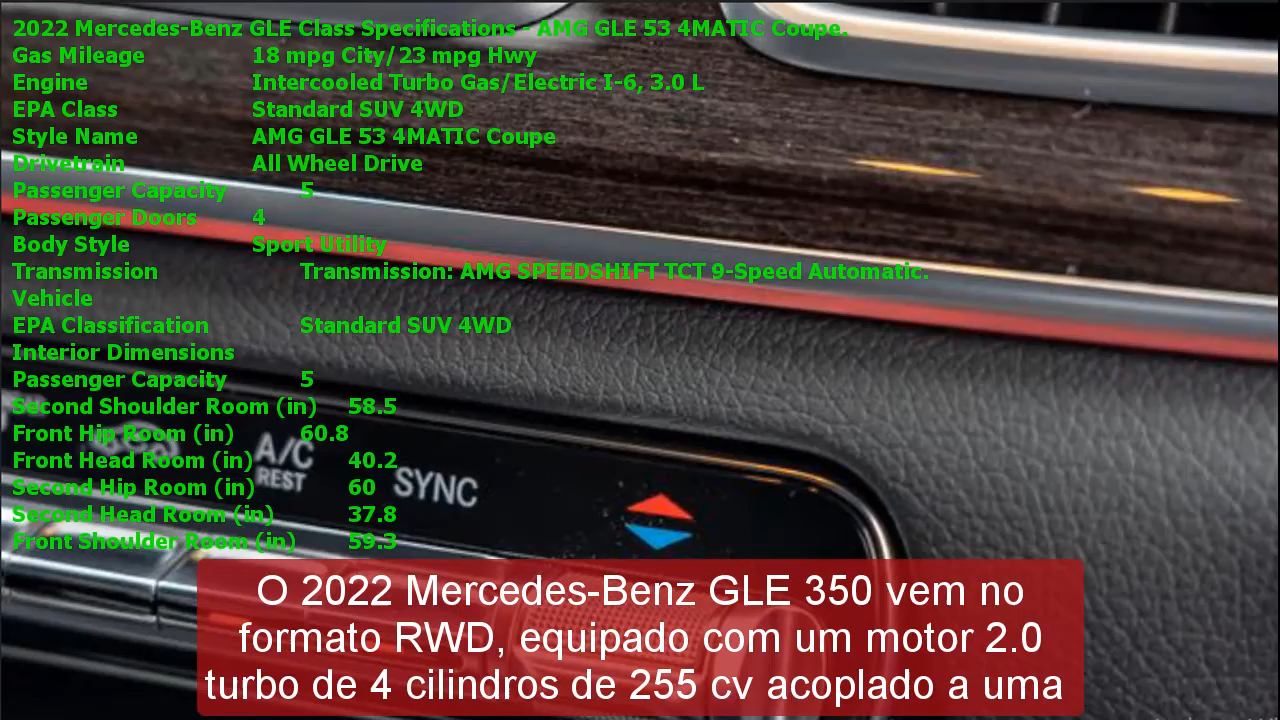 2022 Mercedes-Benz GLE Class Specifications - AMG GLE 53 4MATIC Coupe.
Gas Mileage 18 mpg City/23 mpg Hwy
Engine Intercooled Turbo Gas/Electric I-6, 3.0 L
EPA Class Standard SUV 4WD
Style Name AMG GLE 53 4MATIC Coupe
Drivetrain All Wheel Drive
Passenger Capacity 5
Passenger Doors 4
Body Style Sport Utility
Transmission Transmission: AMG SPEEDSHIFT TCT 9-Speed Automatic.
Vehicle
EPA Classification Standard SUV 4WD
Interior Dimensions
Passenger Capacity 5
Second Shoulder Room (in) 58.5
Front Hip Room (in) 60.8
Front Head Room (in) 40.2
Second Hip Room (in) 60
Second Head Room (in) 37.8
Front Shoulder Room (in) 59.3
A/C
REST
SYNC
O 2022 Mercedes-Benz GLE 350 vem no
formato RWD, equipado com um motor 2.0
turbo de 4 cilindros de 255 cv acoplado a uma